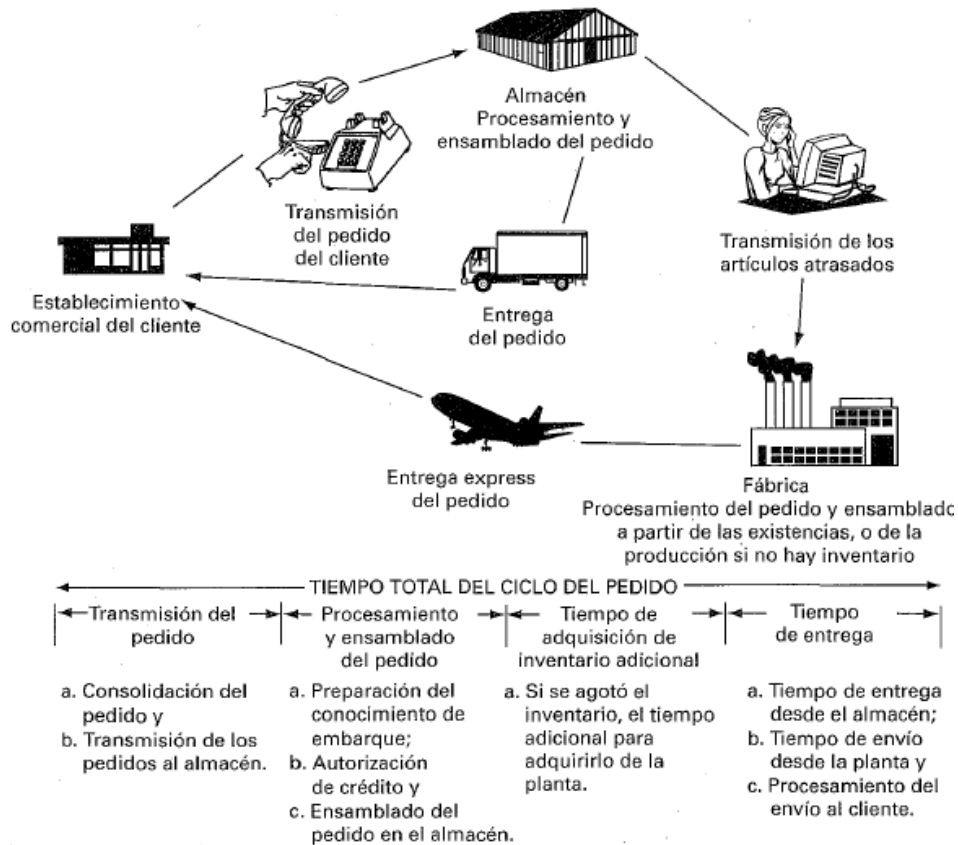 Almacén
Procesamiento y
ensamblado del pedido
Transmisión
del pedido
del cliente
Transmisión de los
artículos atrasados
Establecimiento
comercial del cliente
Entrega
del pedido
Entrega express
del pedido
Fábrica
Procesamiento del pedido y ensamblado
a partir de las existencias, o de la
producción si no hay inventario
TIEMPO TOTAL DEL CICLO DEL PEDIDO
Transmisión del
pedido
Procesamiento
y ensamblado
del pedido
Tiempo de
adquisición de
inventario adicional
Tiempo
de entrega
a. Consolidación del
pedido y
b. Transmisión de los
pedidos al almacén.
a. Preparación del
conocimiento de
embarque;
b. Autorización
de crédito y
c. Ensamblado del
pedido en el almacén.
a. Si se agotó el
inventario, el tiempo
adicional para
adquirirlo de la
planta.
a. Tiempo de entrega
desde el almacén;
b. Tiempo de envío
desde la planta y
c. Procesamiento del
envío al cliente.